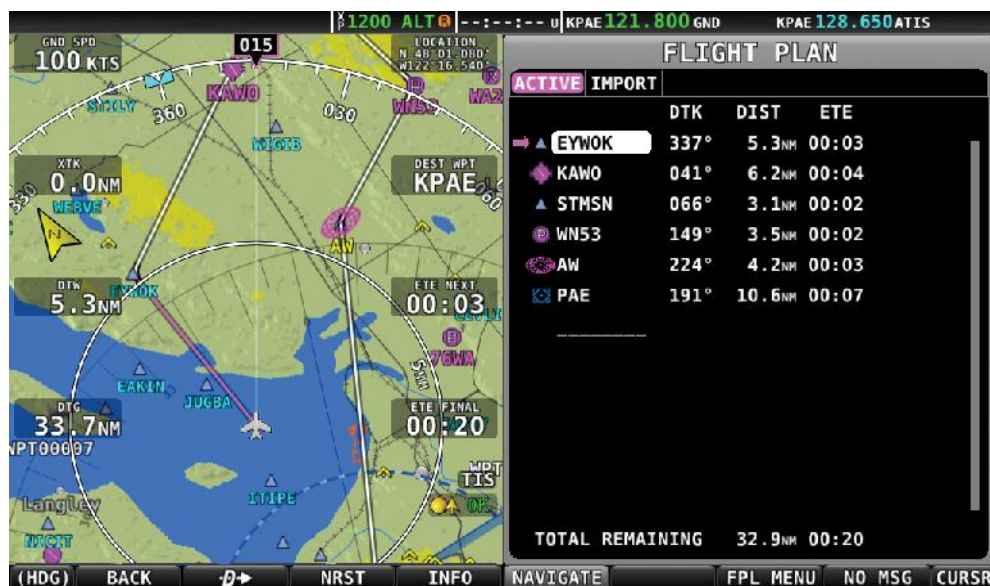 1200 ALT R --:--:-- U KPAE 121.800 GND KPAE 128.650 ATIS
GND SPD
100 KTS
015
LOCATION
N 48°01.080'
W122°16.540'
KAWO
WN53
WA2
STILY
360
030
WIGIB
XTK
0.0NM
DEST WPT
KPAE
060
330
WERVE
N
AW
DTW
5.3NM
EYWOK
ETE NEXT
00:03
76WA
5NM
EAKIN
JUGBA
DTG
33.7NM
ETE FINAL
00:20
WPT00007
WPT
TIS
OK
ITIPE
Langley
NICIT
(HDG) BACK D NRST INFO
FLIGHT PLAN
ACTIVE IMPORT
DTK DIST ETE
EYWOK 337° 5.3NM 00:03
KAWO 041° 6.2NM 00:04
STMSN 066° 3.1NM 00:02
R WN53 149° 3.5NM 00:02
AW 224° 4.2NM 00:03
PAE 191° 10.6NM 00:07
TOTAL REMAINING 32.9NM 00:20
NAVIGATE FPL MENU NO MSG CURSR